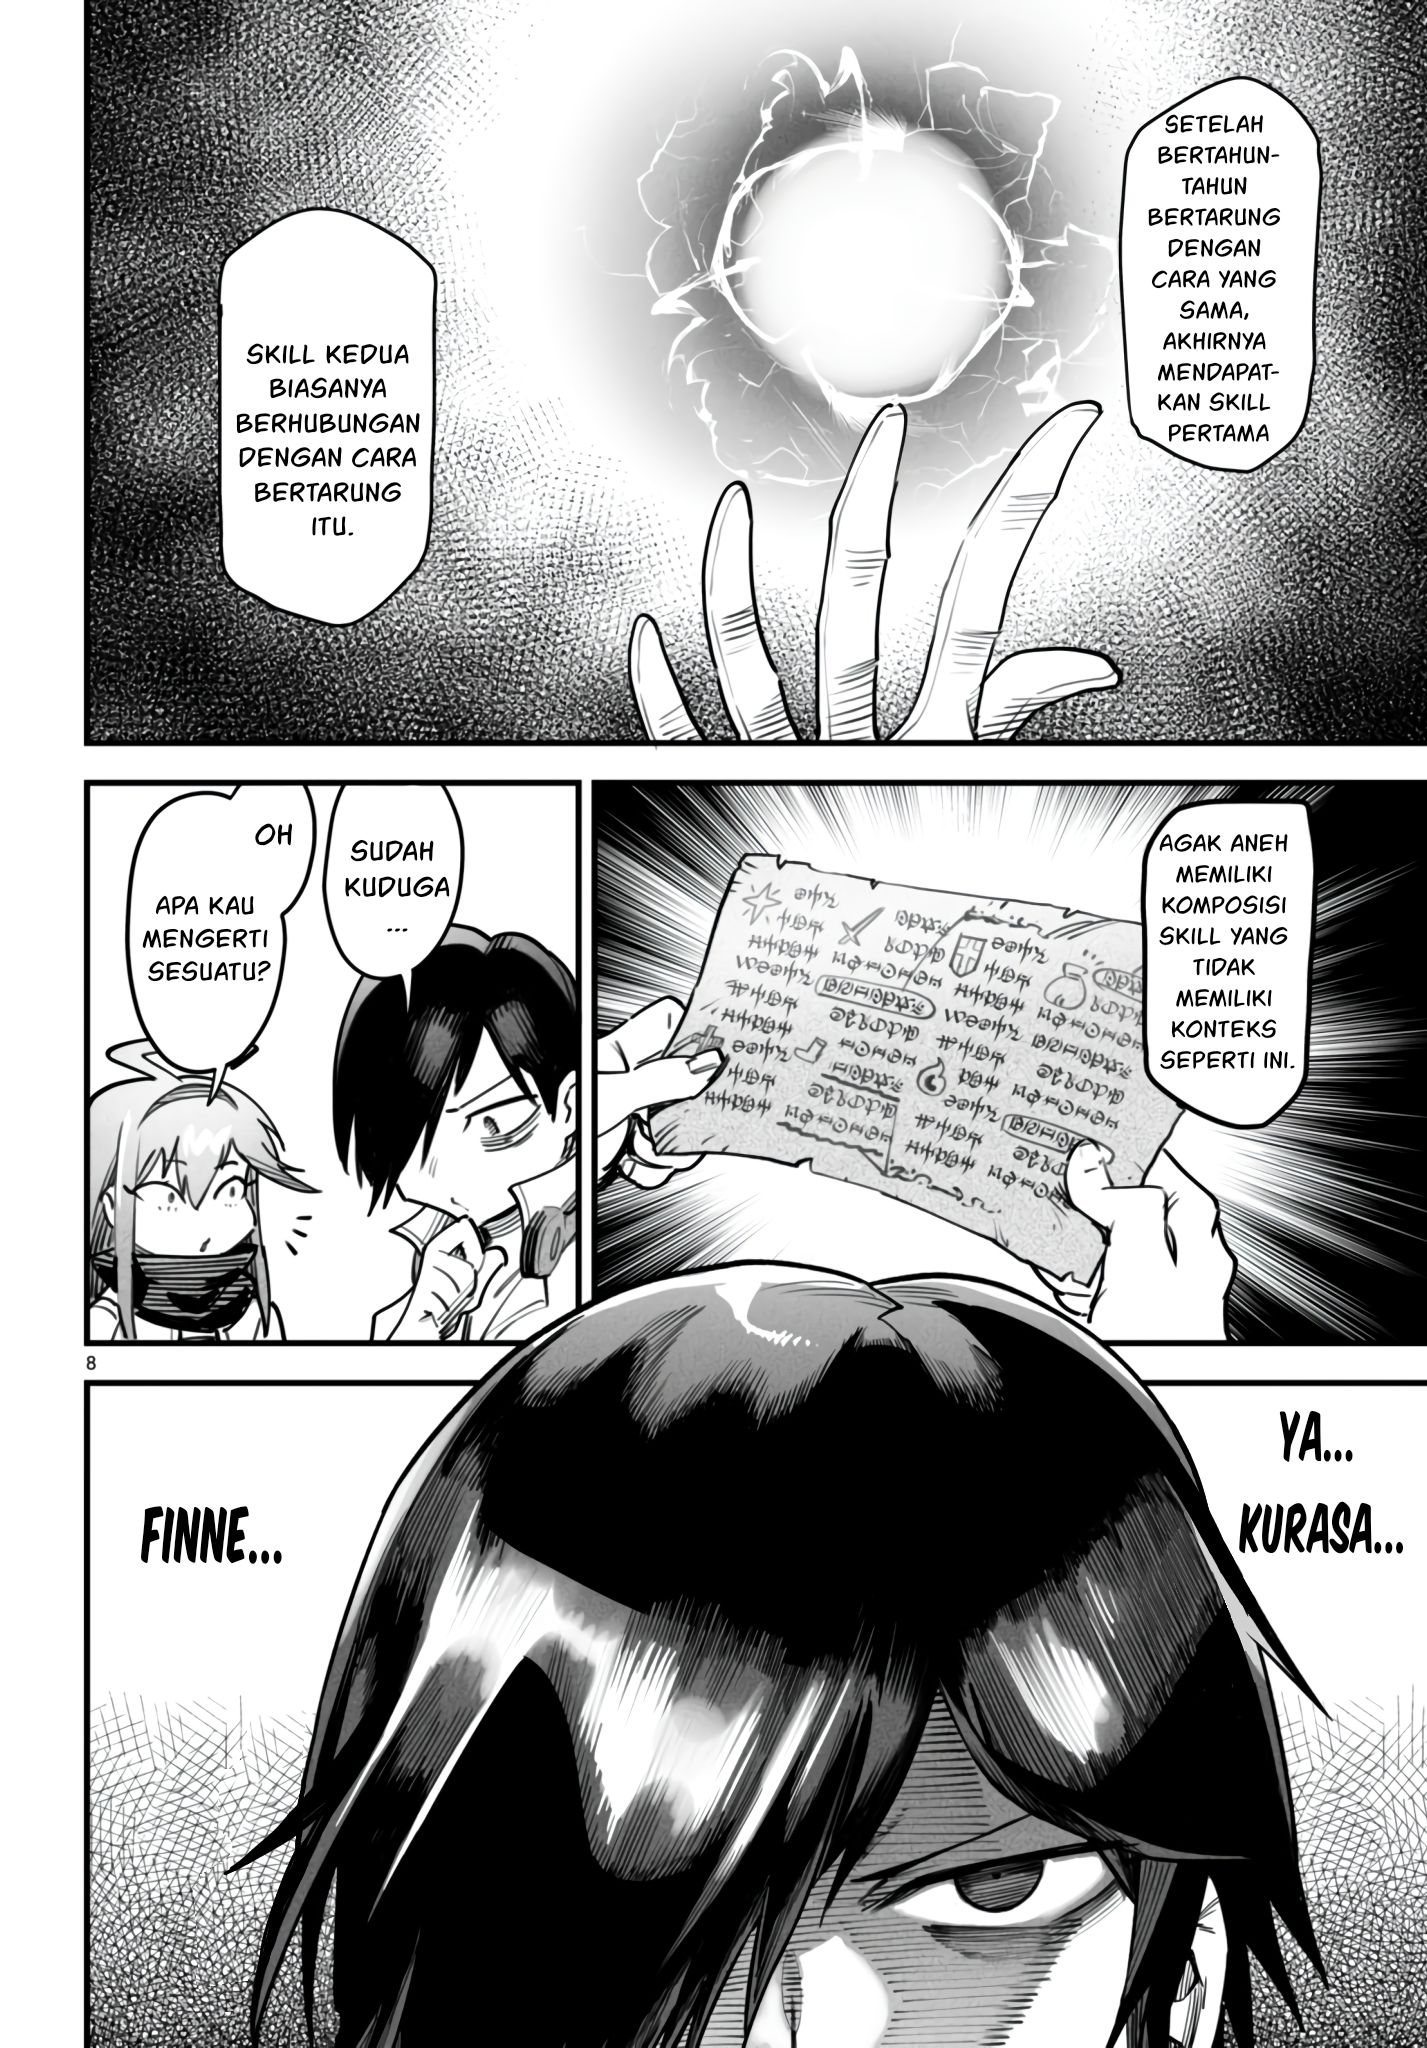 SETELAH
BERTAHUN-
TAHUN
BERTARUNG
DENGAN
CARA YANG
SAMA,
AKHIRNYA
MENDAPAT-
KAN SKILL
PERTAMA
SKILL KEDUA
BIASANYA
BERHUBUNGAN
DENGAN CARA
BERTARUNG
ITU.
AGAK ANEH
MEMILIKI
KOMPOSISI
SKILL YANG
TIDAK
MEMILIKI
KONTEKS
SEPERTI INI.
SUDAH
KUDUGA
...
OH
APA KAU
MENGERTI
SESUATU?
8
YA...
KURASA...
FINNE...